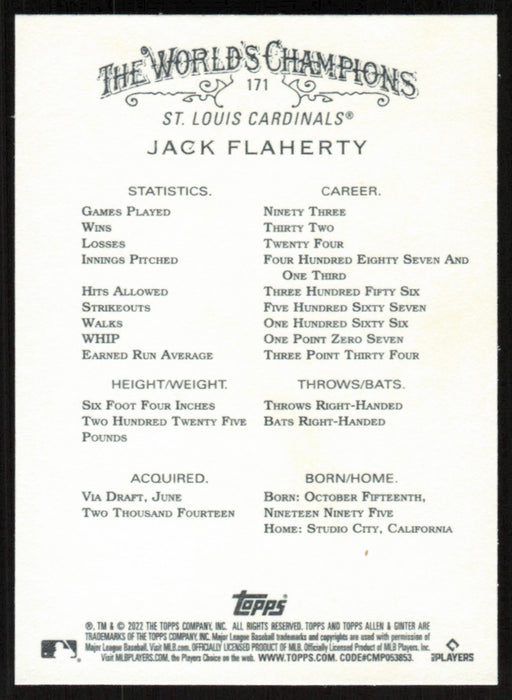 THE WORLD'S CHAMPIONS
171
ST. LOUIS CARDINALS®
JACK FLAHERTY
STATISTICS. CAREER.
GAMES PLAYED NINETY THREE
WINS THIRTY TWO
LOSSES TWENTY FOUR
INNINGS PITCHED FOUR HUNDRED EIGHTY SEVEN AND
ONE THIRD
HITS ALLOWED THREE HUNDRED FIFTY SIX
STRIKEOUTS FIVE HUNDRED SIXTY SEVEN
WALKS ONE HUNDRED SIXTY SIX
WHIP ONE POINT ZERO SEVEN
EARNED RUN AVERAGE THREE POINT THIRTY FOUR
HEIGHT/WEIGHT. THROWS/BATS.
SIX FOOT FOUR INCHES THROWS RIGHT-HANDED
TWO HUNDRED TWENTY FIVE BATS RIGHT-HANDED
POUNDS
ACQUIRED. BORN/HOME.
VIA DRAFT, JUNE BORN: OCTOBER FIFTEENTH,
TWO THOUSAND FOURTEEN NINETEEN NINETY FIVE
HOME: STUDIO CITY, CALIFORNIA
Topps
®, TM & © 2022 THE TOPPS COMPANY, INC. ALL RIGHTS RESERVED. TOPPS AND TOPPS ALLEN & GINTER ARE
TRADEMARKS OF THE TOPPS COMPANY, INC. Major League Baseball trademarks and copyrights are used with permission of
Major League Baseball. Visit MLB.com. OFFICIALLY LICENSED PRODUCT OF MLB. Officially Licensed Product of MLB Players, Inc.
Visit MLBPLAYERS.COM, the Players Choice on the web. WWW.TOPPS.COM. CODE#CMP053853.
PLAYERS